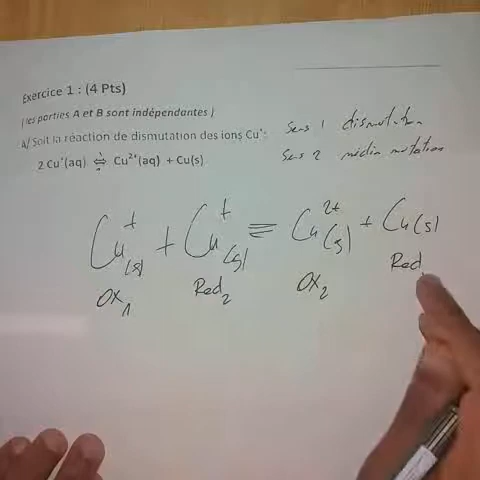 Exercice 1 : (4 Pts)
(les parties A et B sont indépendantes)
A/ Soit la réaction de dismutation des ions Cu⁺:
2 Cu⁺(aq) ⇌ Cu²⁺(aq) + Cu(s)
Sens 1 dismutation
Sens 2 médiamutation
Cu⁺(s) + Cu⁺(s) ⇌ Cu²⁺(s) + Cu(s)
OX₁ Red₂ OX₂ Red